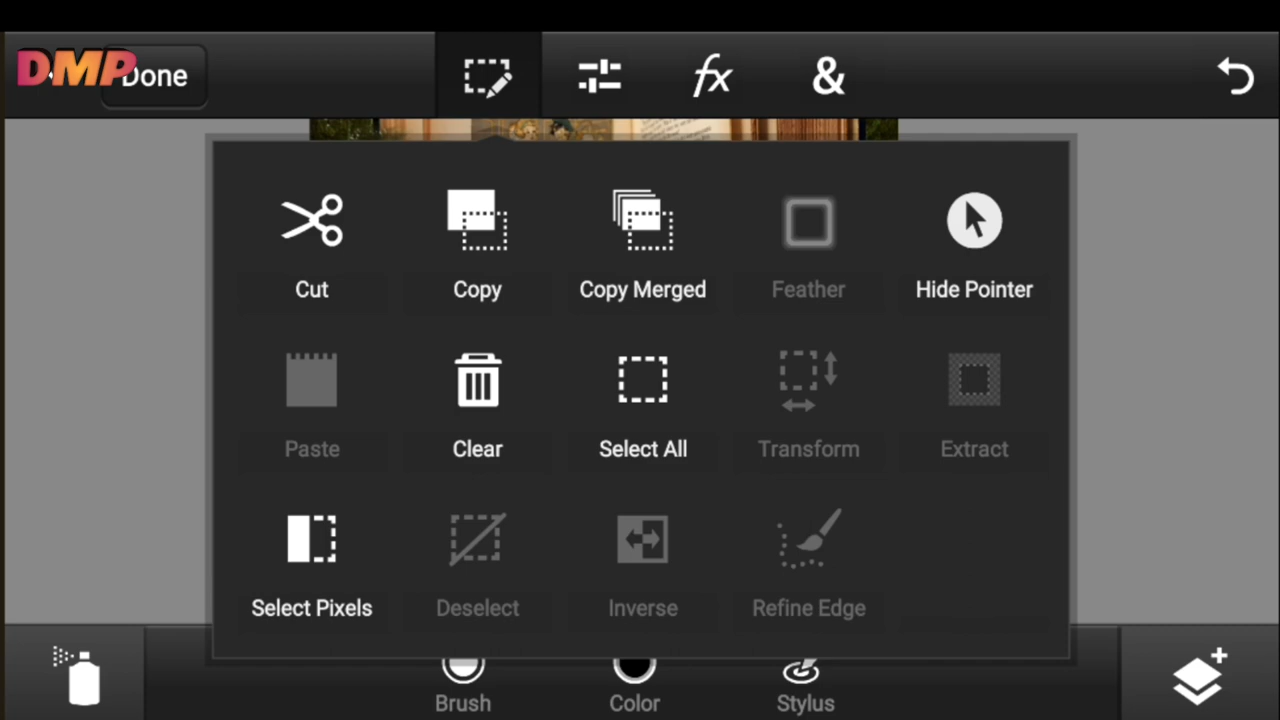 DMP
Done
fx
&
Cut
Copy
Copy Merged
Feather
Hide Pointer
Paste
Clear
Select All
Transform
Extract
Select Pixels
Deselect
Inverse
Refine Edge
Brush
Color
Stylus